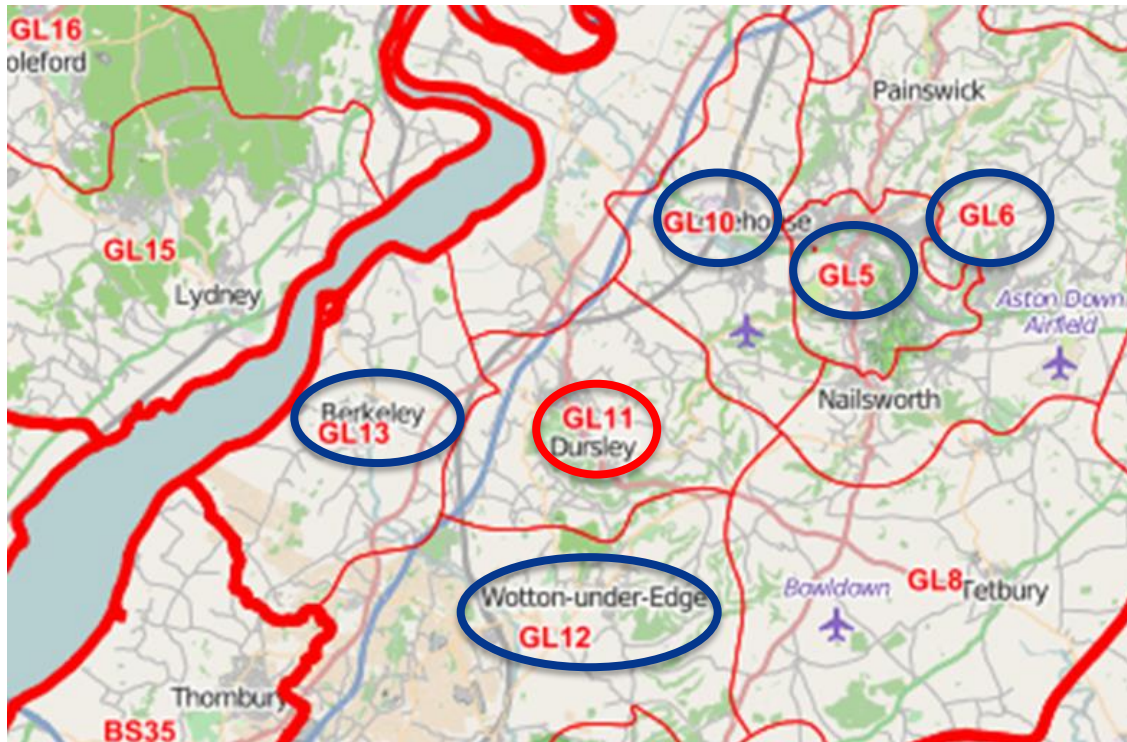 GL16
oleford
Painswick
GL10
ehouse
GL6
GL15
GL5
Lydney
Aston Down
Airfield
Berkeley
GL13
GL11
Dursley
Nailsworth
GL8
Tetbury
Bowldown
Wotton-under-Edge
GL12
Thornbury
BS35